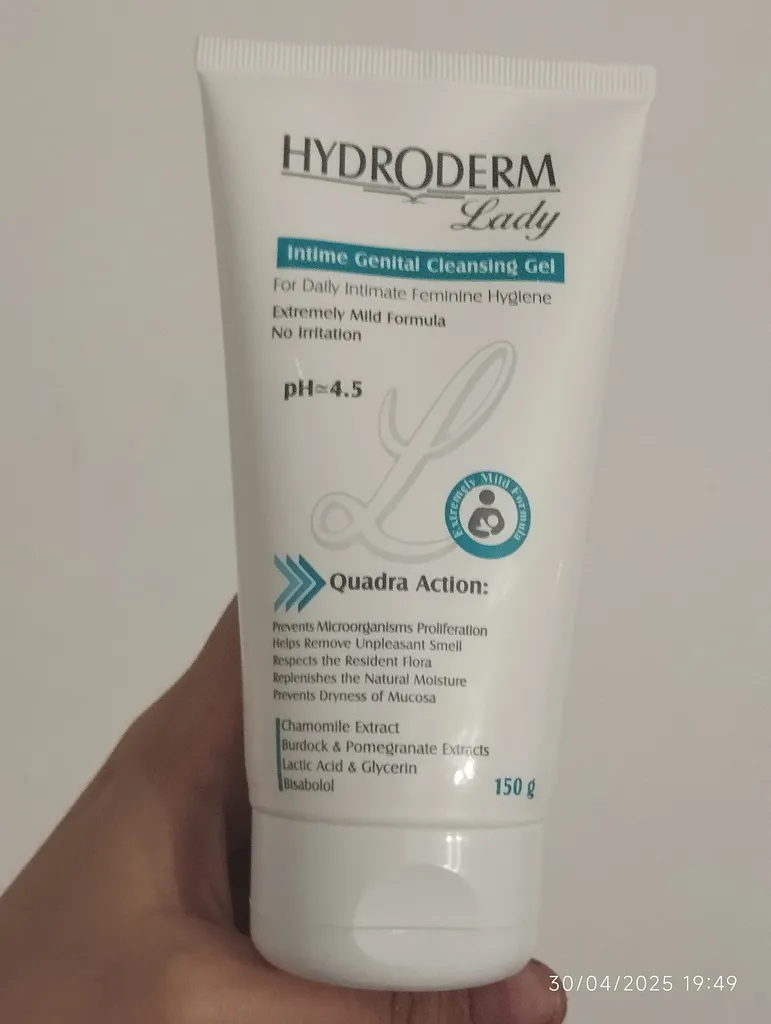 HYDRODERM
Lady
Intime Genital Cleansing Gel
For Daily Intimate Feminine Hygiene
Extremely Mild Formula
No Irritation
pH≃4.5
L
Extremely Mild Formula
Quadra Action:
Prevents Microorganisms Proliferation
Helps Remove Unpleasant Smell
Respects the Resident Flora
Replenishes the Natural Moisture
Prevents Dryness of Mucosa
Chamomile Extract
Burdock & Pomegranate Extracts
Lactic Acid & Glycerin
Bisabolol
150 g
30/04/2025 19:49